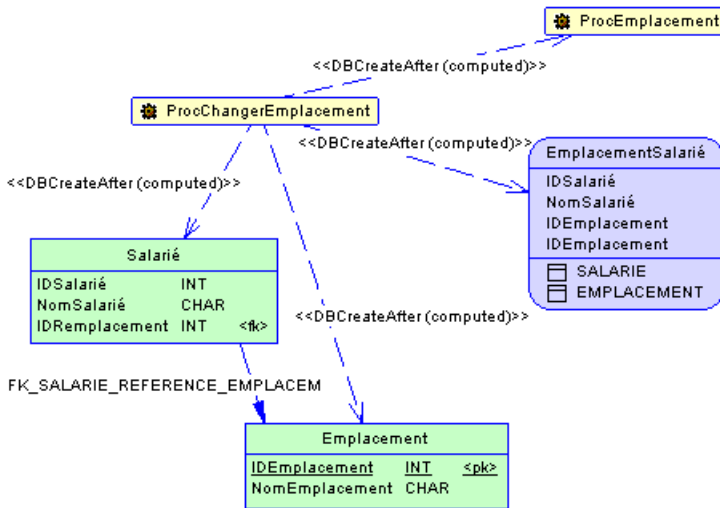 ProcEmplacement
<<DBCreateAfter (computed)>>
ProcChangerEmplacement
<<DBCreateAfter (computed)>>
EmplacementSalarié
IDSalarié
NomSalarié
IDEmplacement
IDEmplacement
SALARIE
EMPLACEMENT
<<DBCreateAfter (computed)>>
Salarié
IDSalarié INT
NomSalarié CHAR
IDRemplacement INT <fk>
<<DBCreateAfter (computed)>>
FK_SALARIE_REFERENCE_EMPLACEM
Emplacement
IDEmplacement INT <pk>
NomEmplacement CHAR